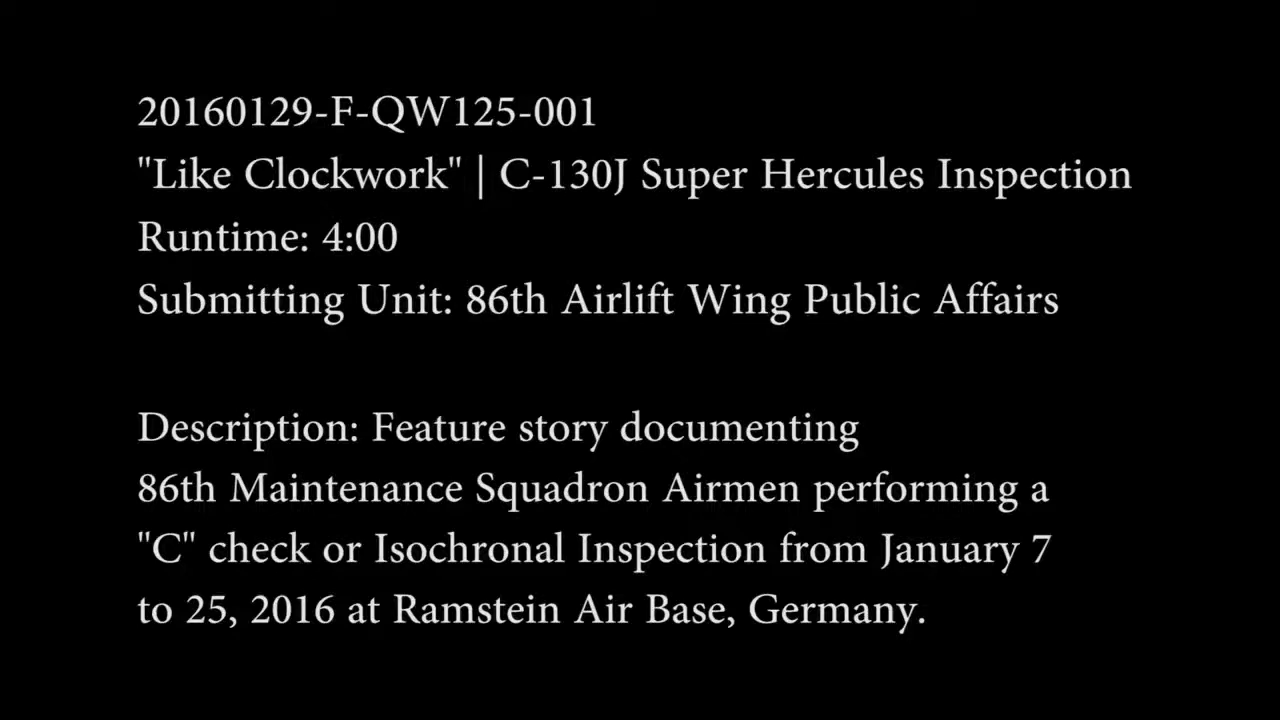 20160129-F-QW125-001
"Like Clockwork" | C-130J Super Hercules Inspection
Runtime: 4:00
Submitting Unit: 86th Airlift Wing Public Affairs
Description: Feature story documenting
86th Maintenance Squadron Airmen performing a
"C" check or Isochronal Inspection from January 7
to 25, 2016 at Ramstein Air Base, Germany.